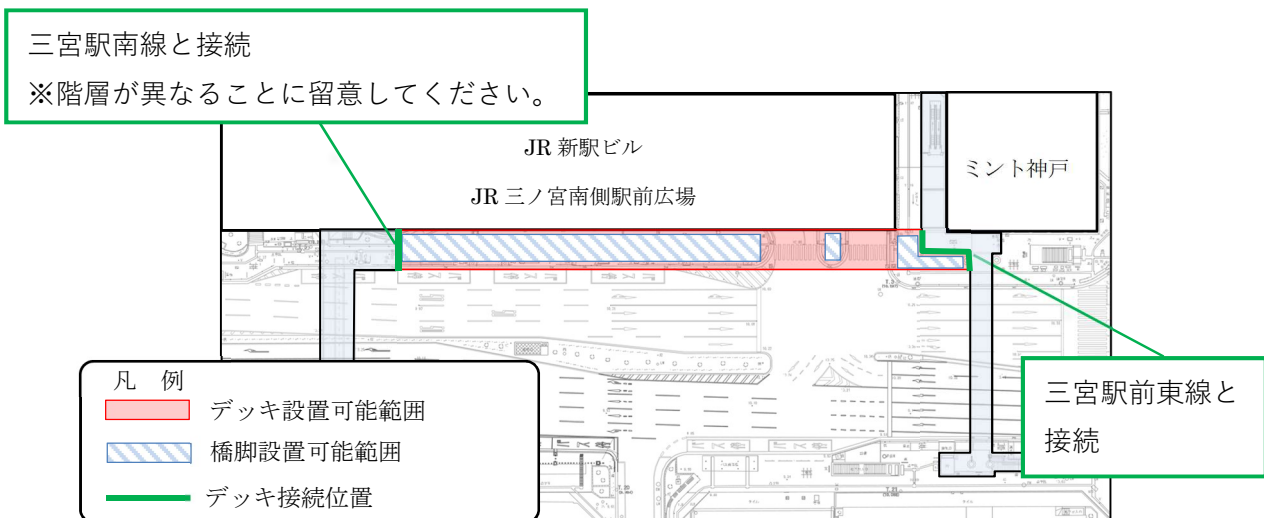 三宮駅南線と接続
※階層が異なることに留意してください。
JR 新駅ビル
JR 三ノ宮南側駅前広場
ミント神戸
三宮駅前東線と
接続
凡 例
デッキ設置可能範囲
橋脚設置可能範囲
デッキ接続位置